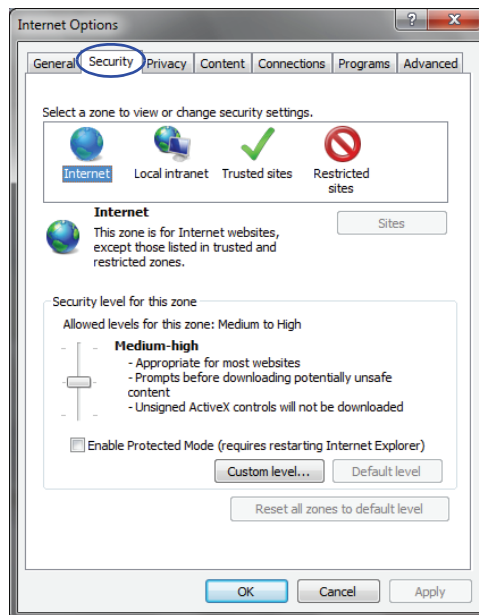 Internet Options
?
X
General Security Privacy Content Connections Programs Advanced
Select a zone to view or change security settings.
Internet Local intranet Trusted sites Restricted
sites
Internet
This zone is for Internet websites,
except those listed in trusted and
restricted zones.
Sites
Security level for this zone
Allowed levels for this zone: Medium to High
Medium-high
- Appropriate for most websites
- Prompts before downloading potentially unsafe
content
- Unsigned ActiveX controls will not be downloaded
Enable Protected Mode (requires restarting Internet Explorer)
Custom level... Default level
Reset all zones to default level
OK Cancel Apply